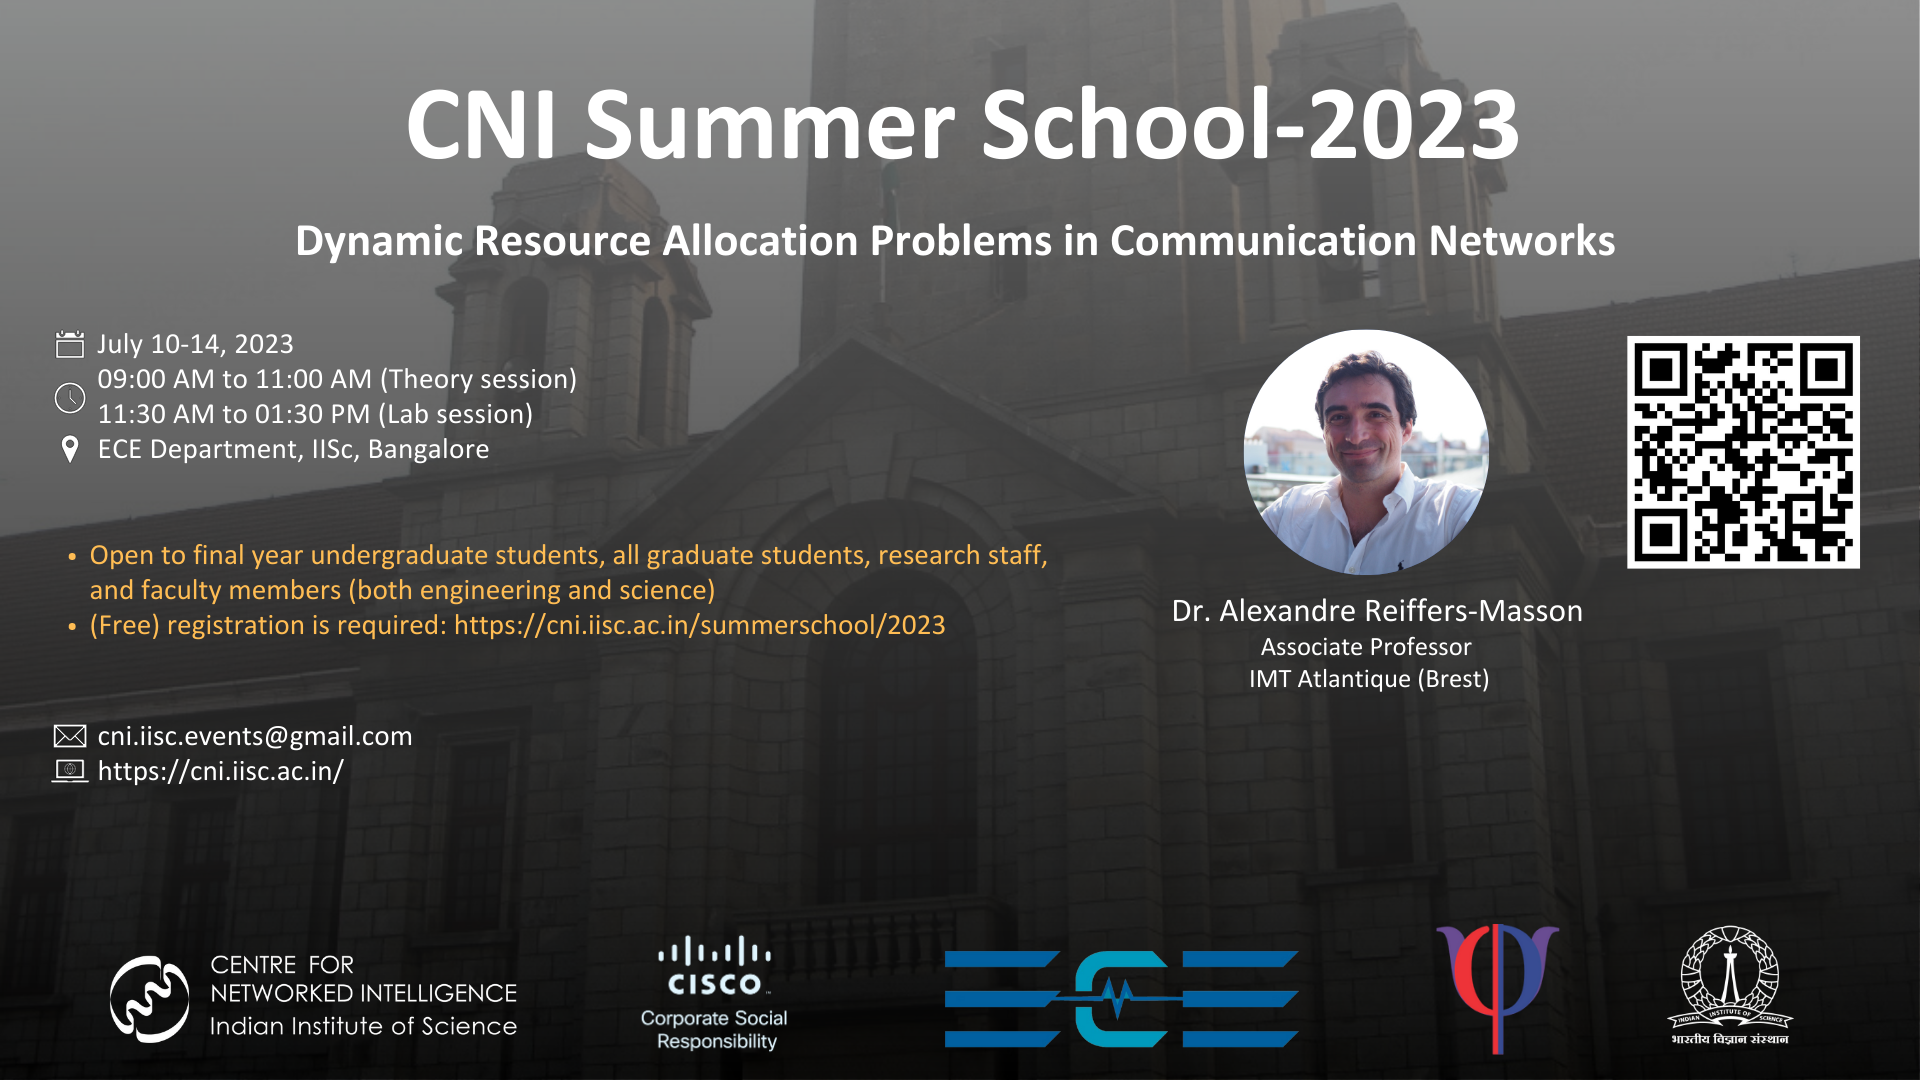 CNI Summer School-2023
Dynamic Resource Allocation Problems in Communication Networks
July 10-14, 2023
09:00 AM to 11:00 AM (Theory session)
11:30 AM to 01:30 PM (Lab session)
ECE Department, IISc, Bangalore
• Open to final year undergraduate students, all graduate students, research staff,
and faculty members (both engineering and science)
• (Free) registration is required: https://cni.iisc.ac.in/summerschool/2023
Dr. Alexandre Reiffers-Masson
Associate Professor
IMT Atlantique (Brest)
cni.iisc.events@gmail.com
https://cni.iisc.ac.in/
CENTRE FOR
NETWORKED INTELLIGENCE
Indian Institute of Science
CISCO
Corporate Social
Responsibility
ECE
INDIAN INSTITUTE OF SCIENCE
भारतीय विज्ञान संस्थान